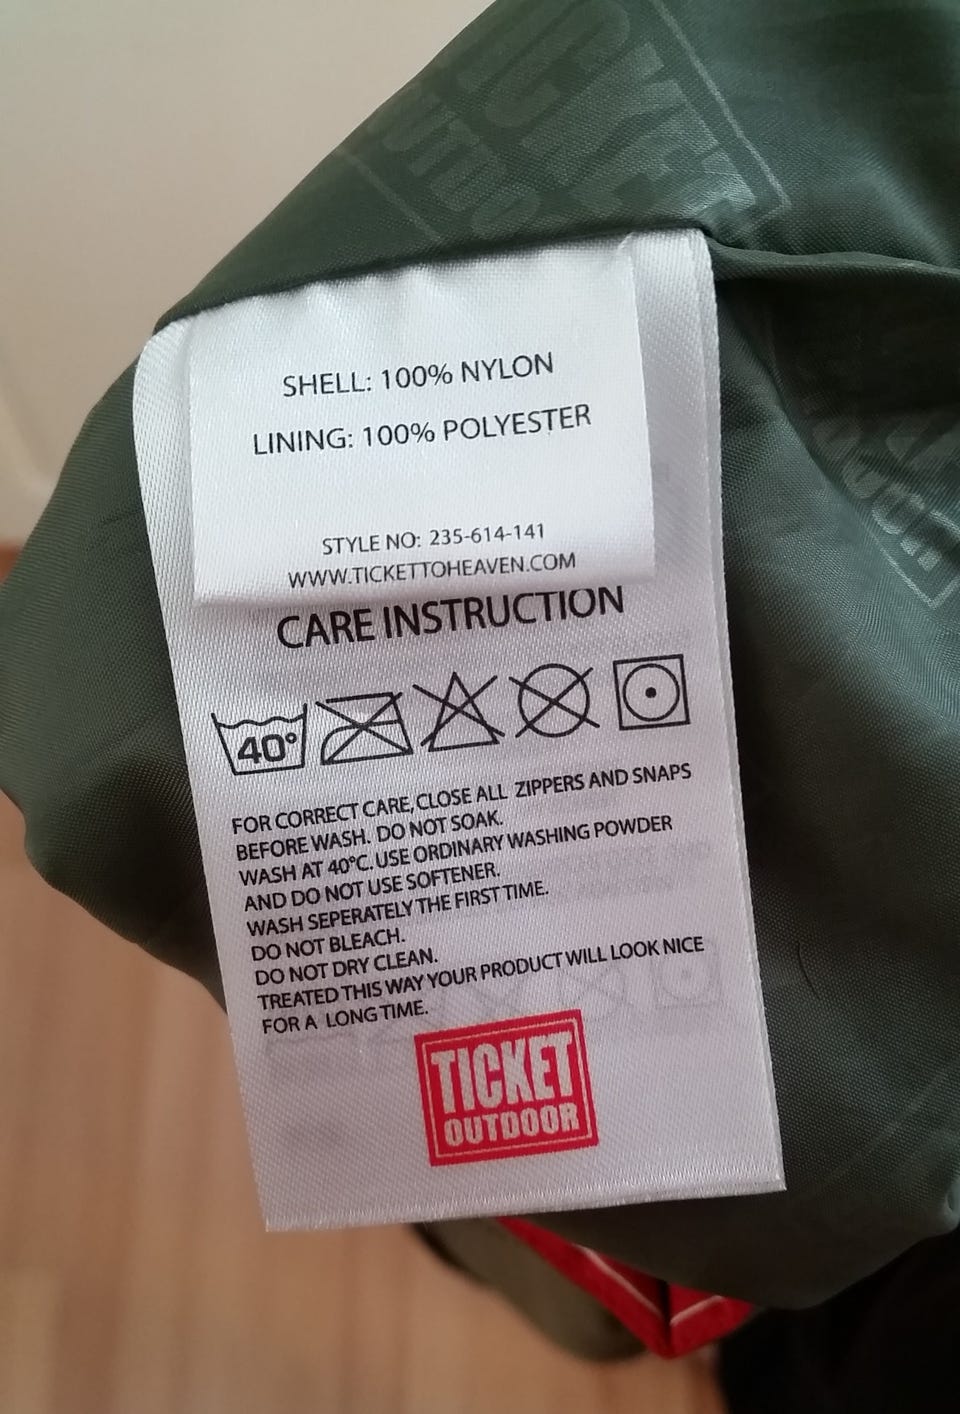 TICKET
OUTDO
SHELL: 100% NYLON
LINING: 100% POLYESTER
STYLE NO: 235-614-141
WWW.TICKETTOHEAVEN.COM
CARE INSTRUCTION
40°
FOR CORRECT CARE, CLOSE ALL ZIPPERS AND SNAPS
BEFORE WASH. DO NOT SOAK.
WASH AT 40°C. USE ORDINARY WASHING POWDER
AND DO NOT USE SOFTENER.
WASH SEPERATELY THE FIRST TIME.
DO NOT BLEACH.
DO NOT DRY CLEAN.
TREATED THIS WAY YOUR PRODUCT WILL LOOK NICE
FOR A LONG TIME.
TICKET
OUTDOOR